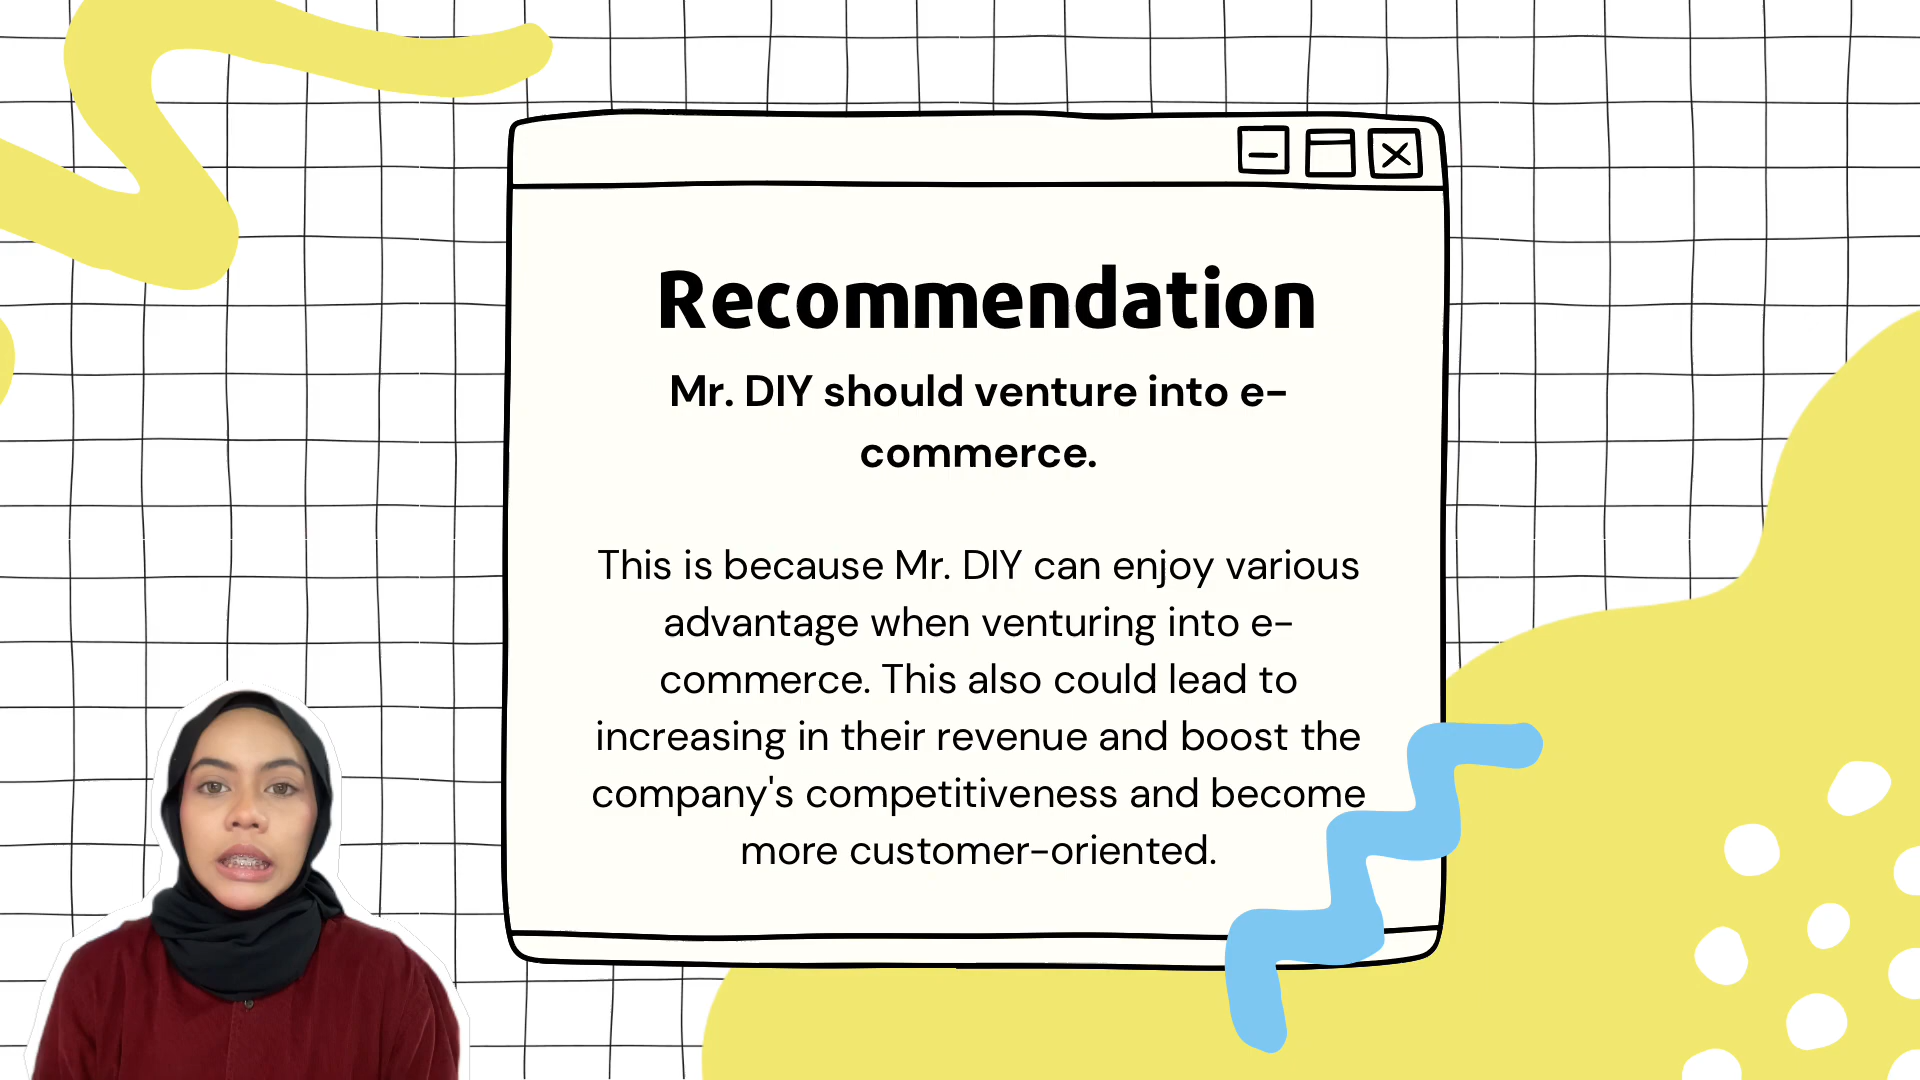 Recommendation
Mr. DIY should venture into e-
commerce.
This is because Mr. DIY can enjoy various
advantage when venturing into e-
commerce. This also could lead to
increasing in their revenue and boost the
company's competitiveness and become
more customer-oriented.